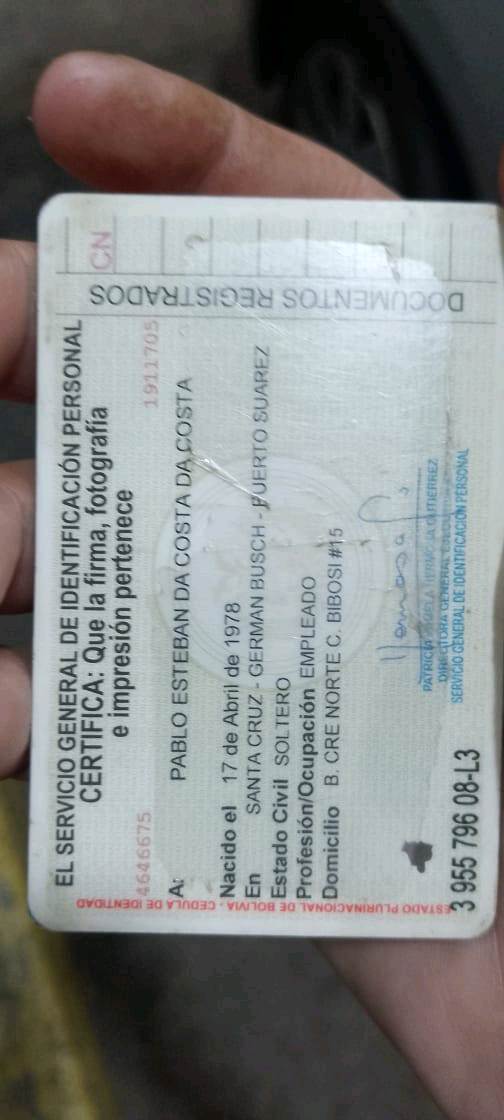 EL SERVICIO GENERAL DE IDENTIFICACIÓN PERSONAL
CERTIFICA: Que la firma, fotografía
e impresión pertenece
4646675 1911705
A: PABLO ESTEBAN DA COSTA DA COSTA
Nacido el 17 de Abril de 1978
En SANTA CRUZ - GERMAN BUSCH - PUERTO SUAREZ
Estado Civil SOLTERO
Profesión/Ocupación EMPLEADO
Domicilio B. CRE NORTE C. BIBOSI #15
PATRICIA HERMOSA GUTIERREZ
DIRECTORA GENERAL
SERVICIO GENERAL DE IDENTIFICACIÓN PERSONAL
3 955 796 08-L3
ESTADO PLURINACIONAL DE BOLIVIA - CEDULA DE IDENTIDAD
DOCUMENTOS REGISTRADOS
CN